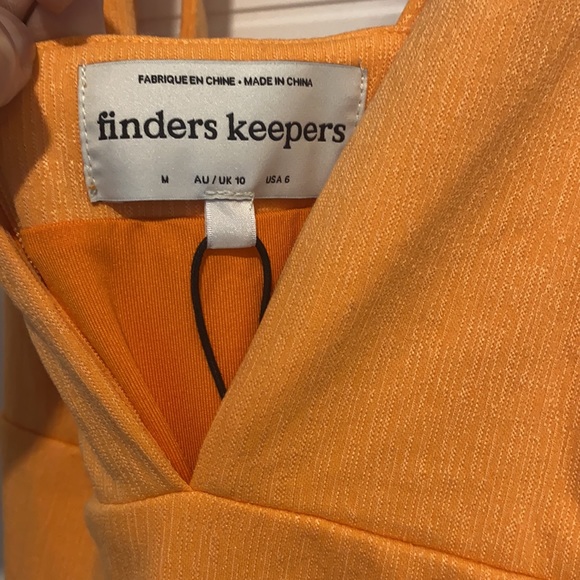 FABRIQUE EN CHINE • MADE IN CHINA
finders keepers
M AU / UK 10 USA 6